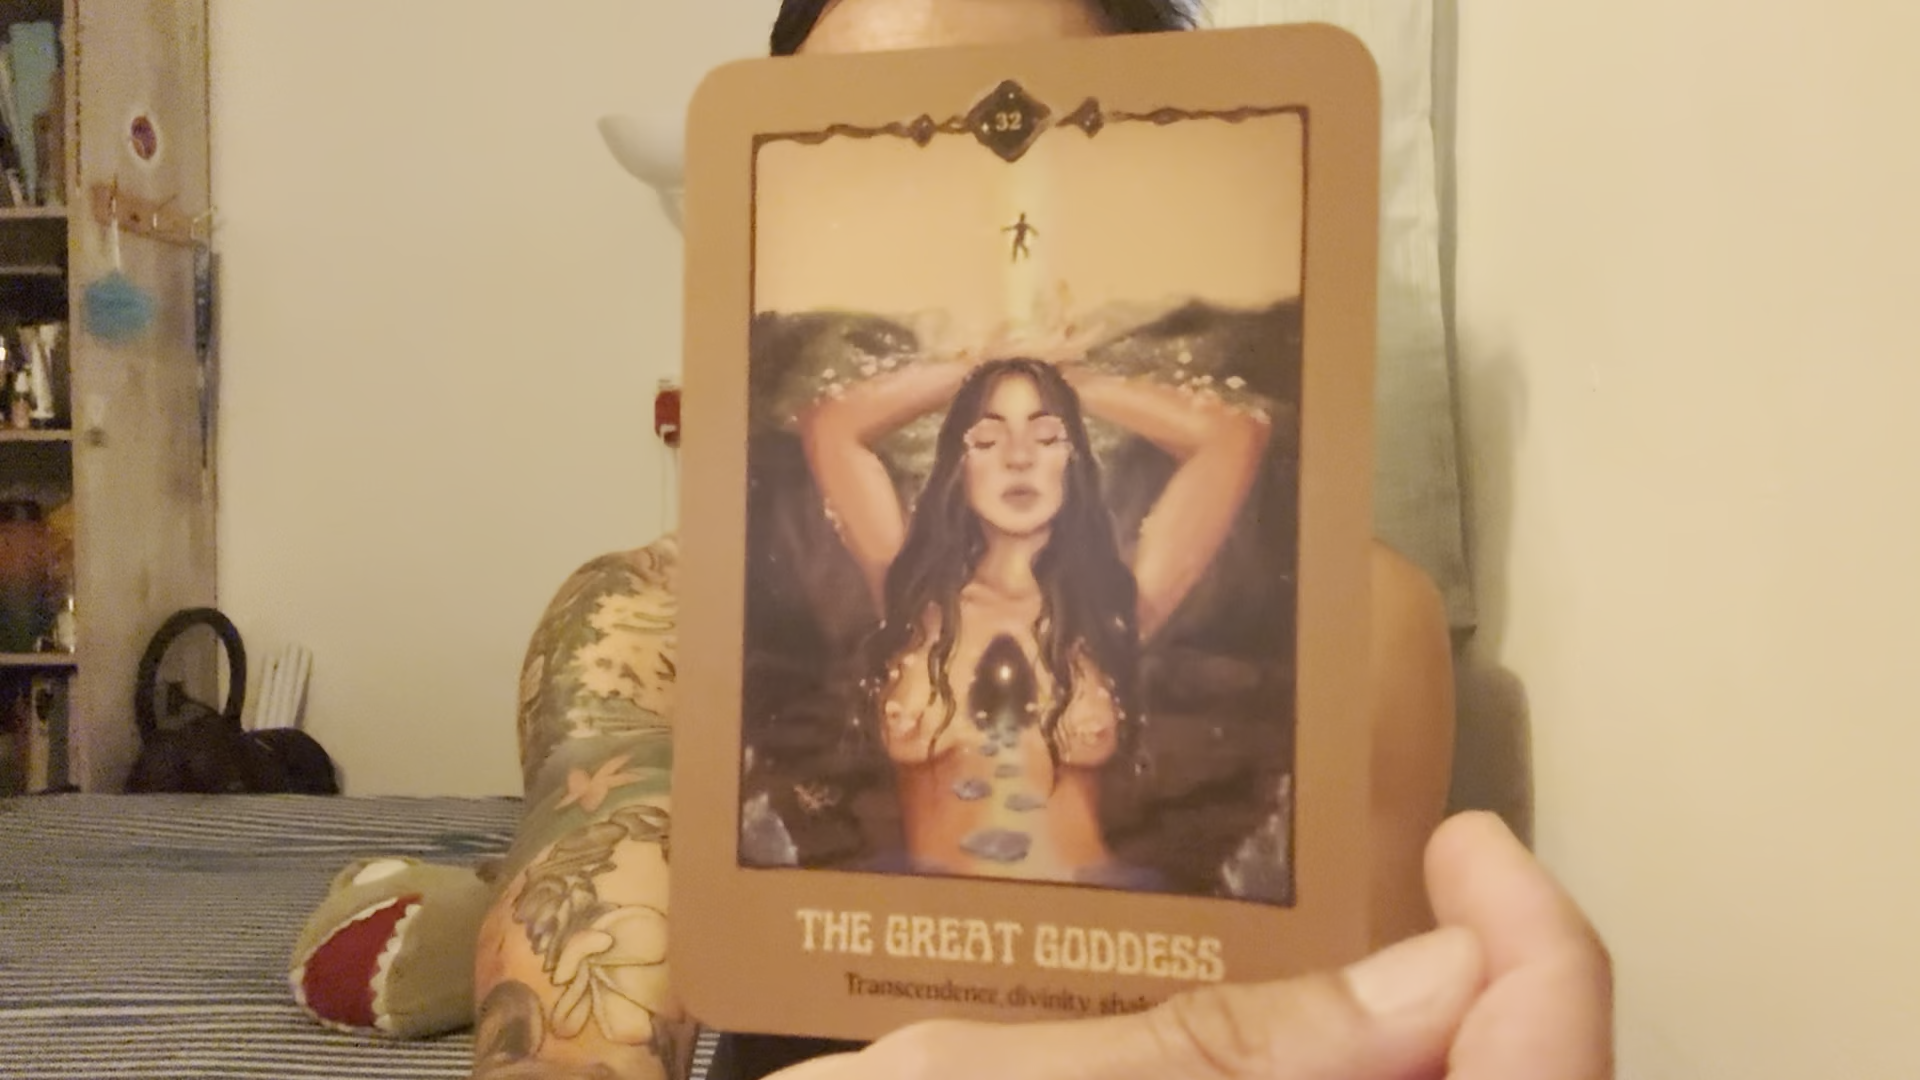 32
THE GREAT GODDESS
Transcendence, divinity,